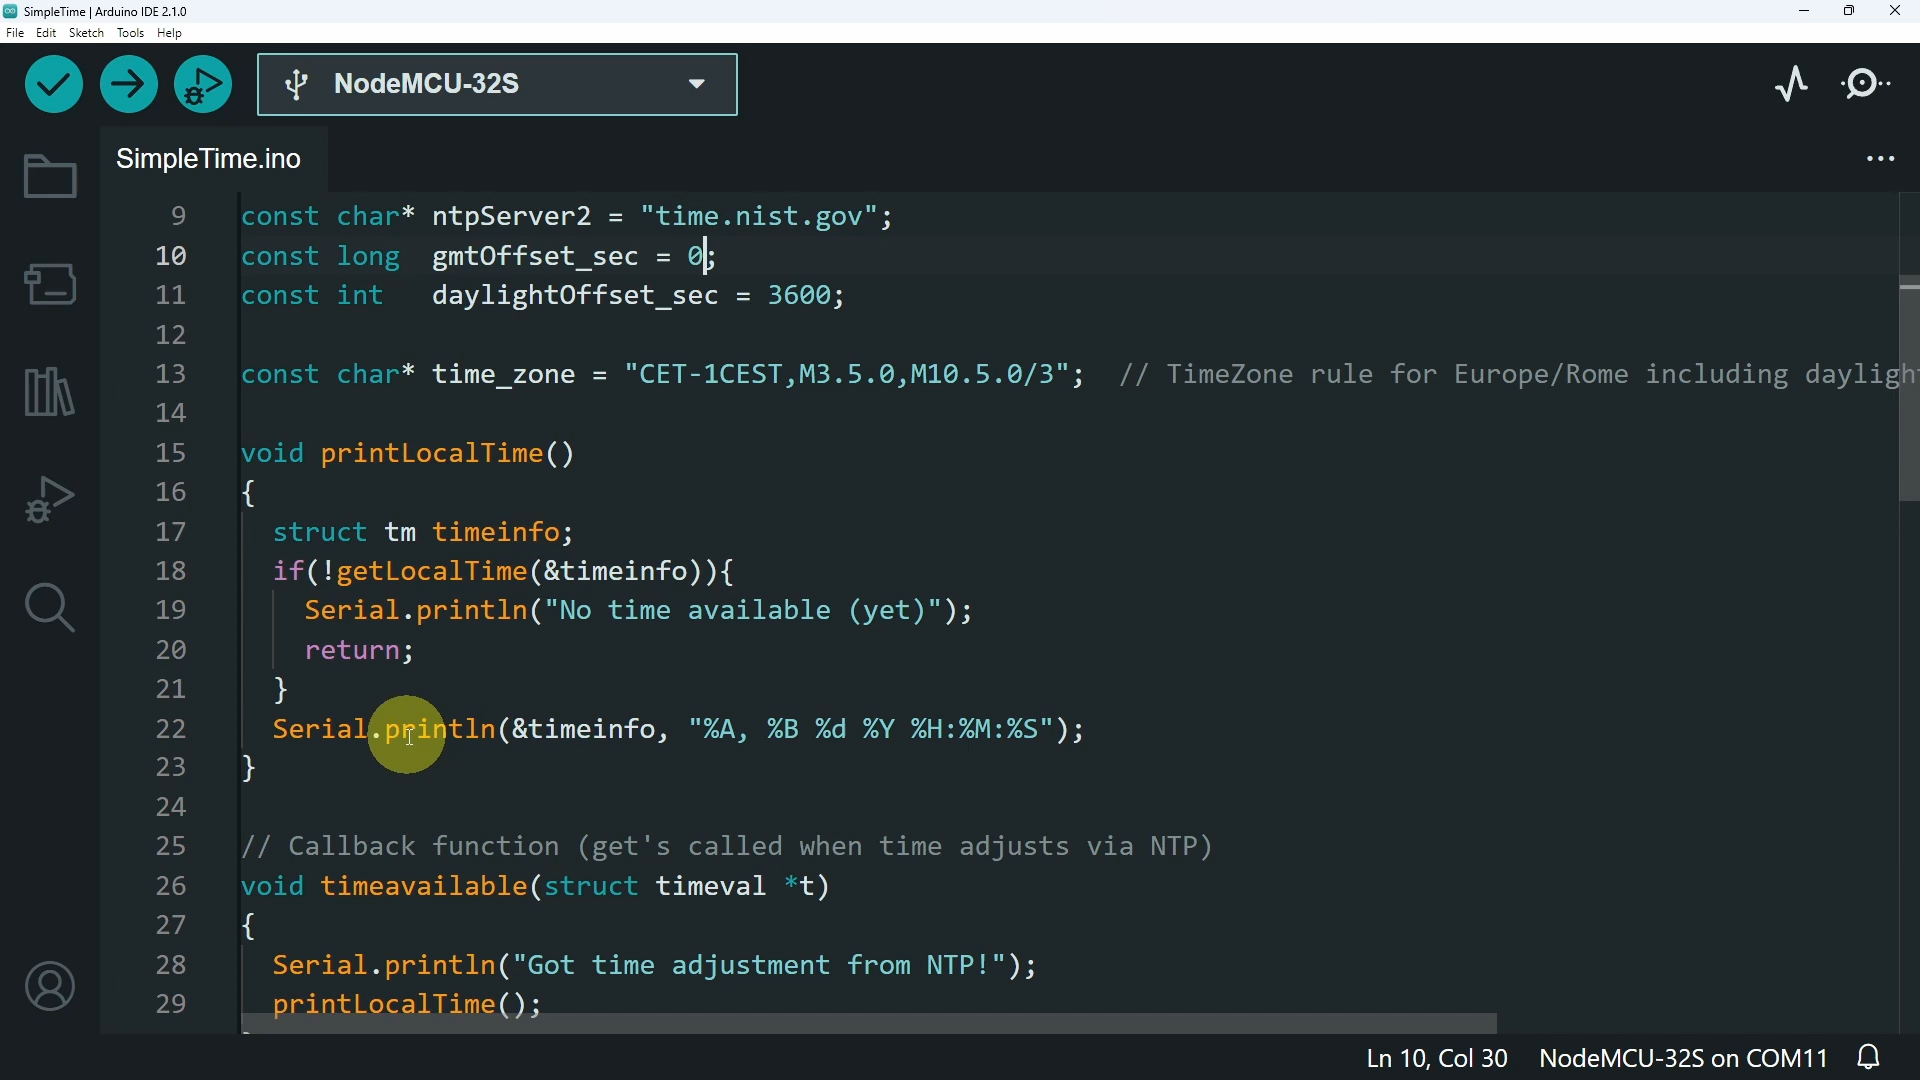 SimpleTime | Arduino IDE 2.1.0
File Edit Sketch Tools Help
NodeMCU-32S
SimpleTime.ino
9 const char* ntpServer2 = "time.nist.gov";
10 const long  gmtOffset_sec = 0;
11 const int   daylightOffset_sec = 3600;
12
13 const char* time_zone = "CET-1CEST,M3.5.0,M10.5.0/3";  // TimeZone rule for Europe/Rome including dayligh
14
15 void printLocalTime()
16 {
17   struct tm timeinfo;
18   if(!getLocalTime(&timeinfo)){
19     Serial.println("No time available (yet)");
20     return;
21   }
22   Serial.println(&timeinfo, "%A, %B %d %Y %H:%M:%S");
23 }
24
25 // Callback function (get's called when time adjusts via NTP)
26 void timeavailable(struct timeval *t)
27 {
28   Serial.println("Got time adjustment from NTP!");
29   printLocalTime();
Ln 10, Col 30 NodeMCU-32S on COM11